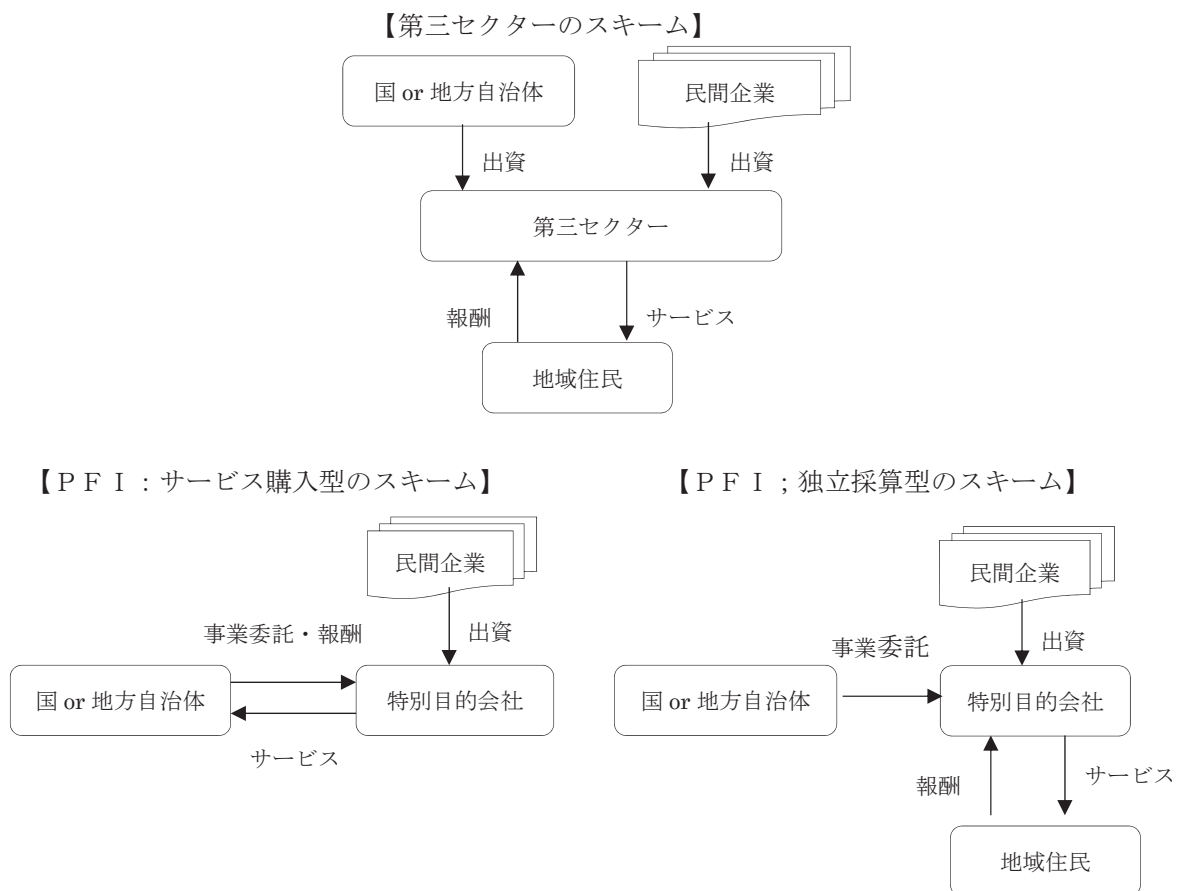 【第三セクターのスキーム】
国 or 地方自治体
民間企業
出資
出資
第三セクター
報酬
サービス
地域住民
【ＰＦＩ：サービス購入型のスキーム】
民間企業
事業委託・報酬
出資
国 or 地方自治体
特別目的会社
サービス
【ＰＦＩ；独立採算型のスキーム】
民間企業
事業委託
出資
国 or 地方自治体
特別目的会社
報酬
サービス
地域住民